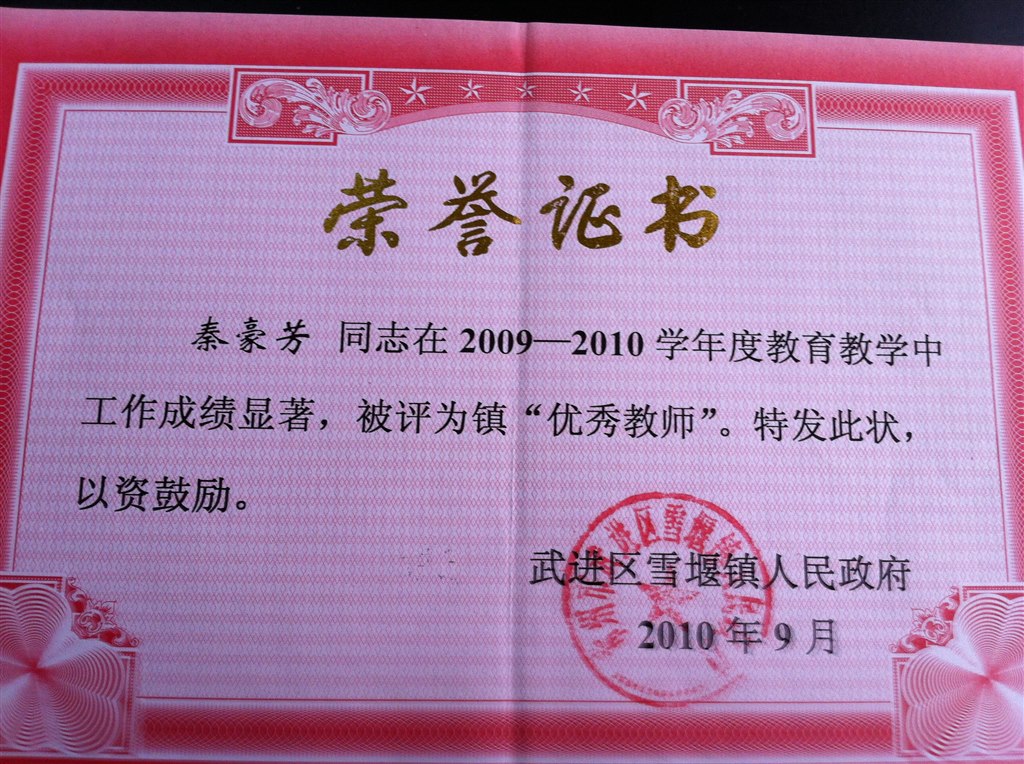 荣誉证书
秦豪芳 同志在 2009—2010 学年度教育教学中
工作成绩显著，被评为镇“优秀教师”。特发此状，
以资鼓励。
武进区雪堰镇人民政府
2010 年 9 月